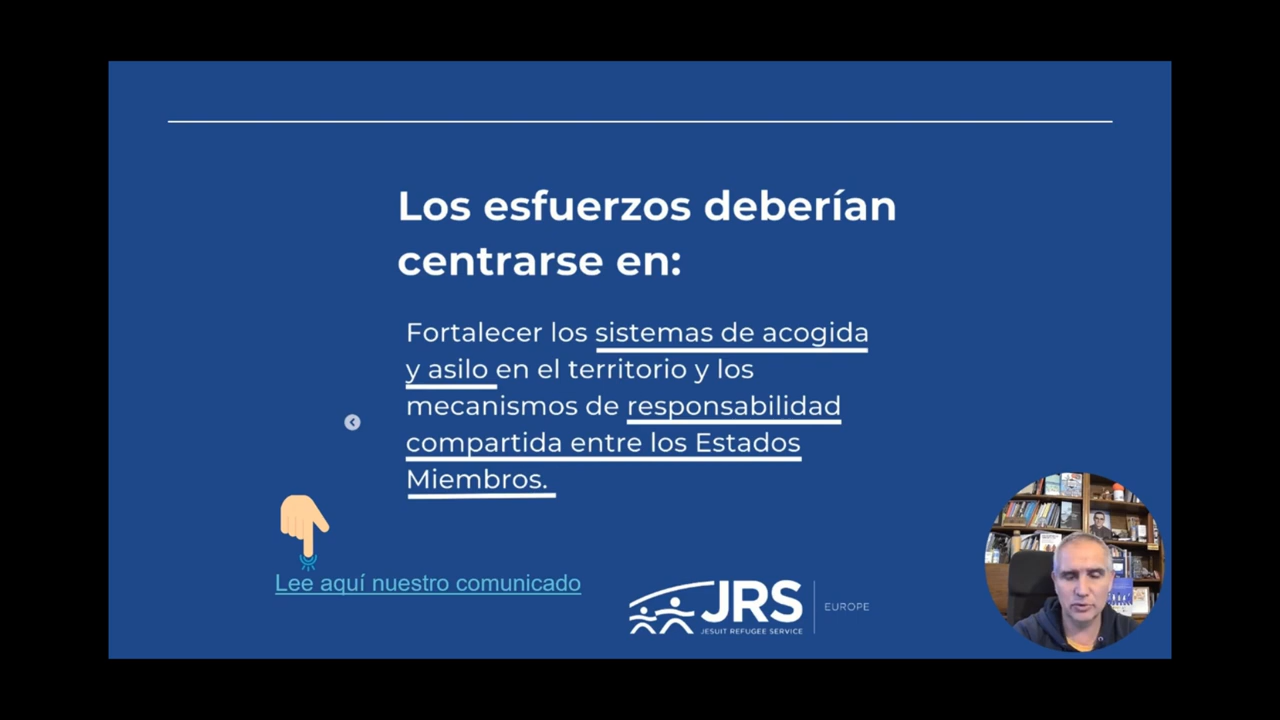 Los esfuerzos deberían
centrarse en:
Fortalecer los sistemas de acogida
y asilo en el territorio y los
mecanismos de responsabilidad
compartida entre los Estados
Miembros.
Lee aquí nuestro comunicado
JRS
JESUIT REFUGEE SERVICE
EUROPE